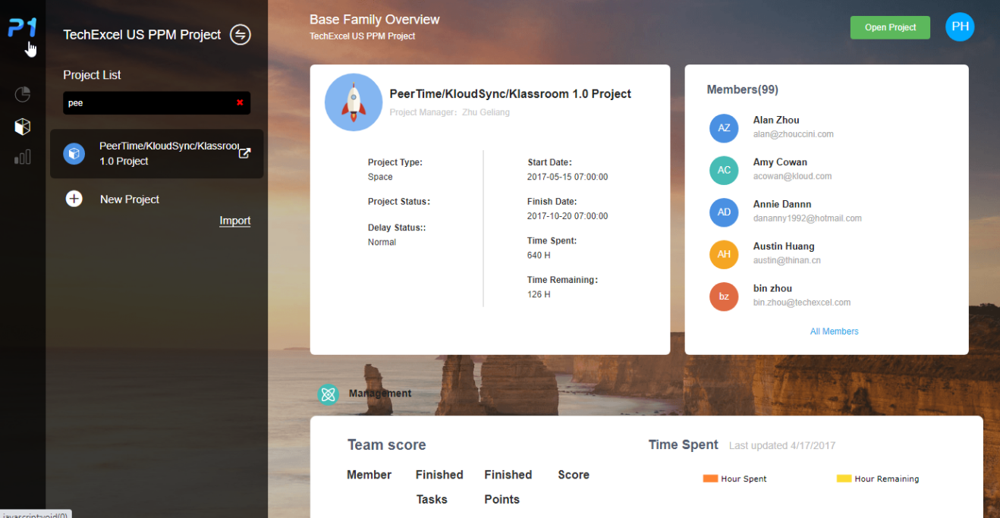 P1
TechExcel US PPM Project
Project List
pee
PeerTime/KloudSync/Klassroom
1.0 Project
New Project
Import
Base Family Overview
TechExcel US PPM Project
Open Project
PH
PeerTime/KloudSync/Klassroom 1.0 Project
Project Manager: Zhu Geliang
Project Type:
Space
Project Status:
Delay Status::
Normal
Start Date:
2017-05-15 07:00:00
Finish Date:
2017-10-20 07:00:00
Time Spent:
640 H
Time Remaining:
126 H
Members(99)
AZ
Alan Zhou
alan@zhouccini.com
AC
Amy Cowan
acowan@kloud.com
AD
Annie Dannn
dananny1992@hotmail.com
AH
Austin Huang
austin@thinan.cn
bz
bin zhou
bin.zhou@techexcel.com
All Members
Management
Team score
Member Finished Finished Score
Tasks Points
Time Spent Last updated 4/17/2017
Hour Spent Hour Remaining
javascript:void(0)